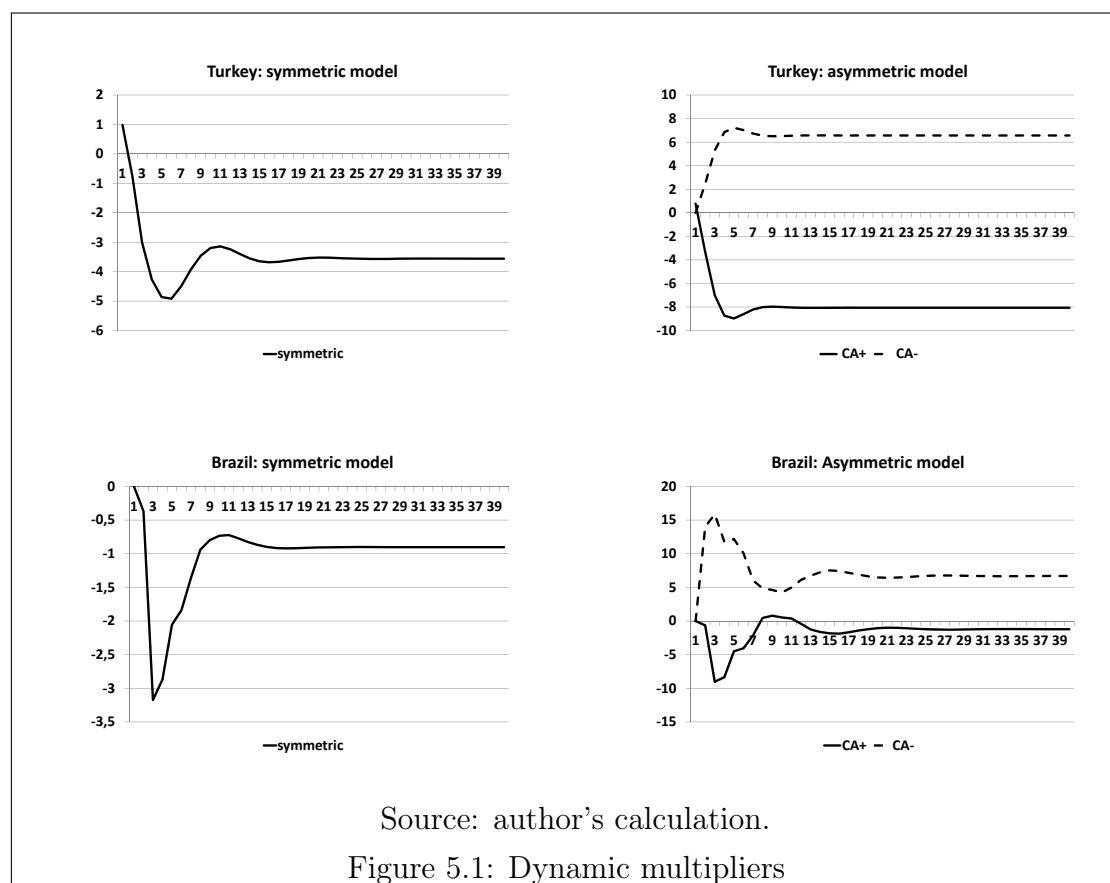 Turkey: symmetric model
2
1
0
-1
-2
-3
-4
-5
-6
1 3 5 7 9 11 13 15 17 19 21 23 25 27 29 31 33 35 37 39
symmetric
Turkey: asymmetric model
10
8
6
4
2
0
-2
-4
-6
-8
-10
1 3 5 7 9 11 13 15 17 19 21 23 25 27 29 31 33 35 37 39
CA+ CA-
Brazil: symmetric model
0
-0,5
-1
-1,5
-2
-2,5
-3
-3,5
1 3 5 7 9 11 13 15 17 19 21 23 25 27 29 31 33 35 37 39
symmetric
Brazil: Asymmetric model
20
15
10
5
0
-5
-10
-15
1 3 5 7 9 11 13 15 17 19 21 23 25 27 29 31 33 35 37 39
CA+ CA-
Source: author's calculation.
Figure 5.1: Dynamic multipliers